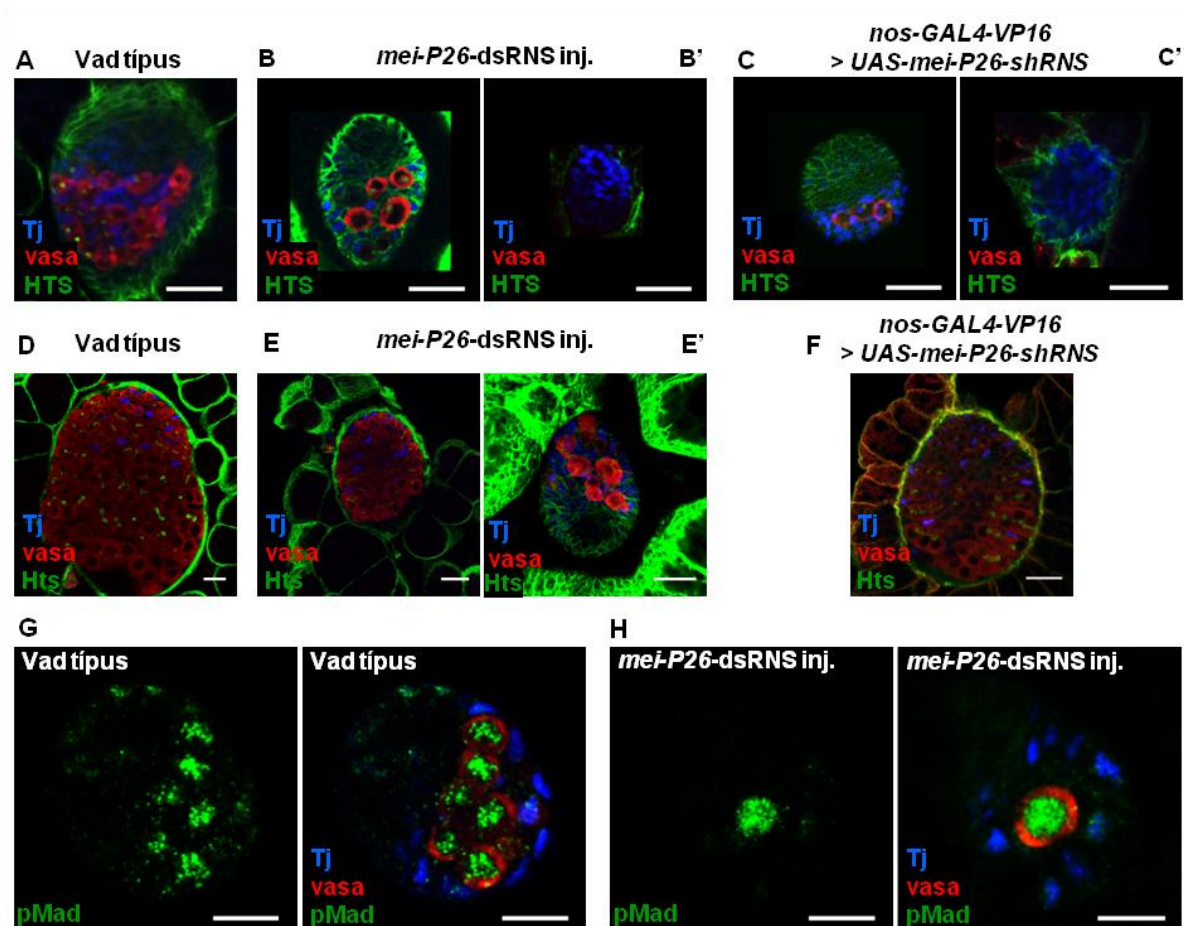 A
Vad típus
B
mei-P26-dsRNS inj.
B’
C
nos-GAL4-VP16
> UAS-mei-P26-shRNS
C’
Tj
vasa
HTS
Tj
vasa
HTS
Tj
vasa
HTS
Tj
vasa
HTS
Tj
vasa
HTS
D
Vad típus
E
mei-P26-dsRNS inj.
E’
F
nos-GAL4-VP16
> UAS-mei-P26-shRNS
Tj
vasa
Hts
Tj
vasa
Hts
Tj
vasa
Hts
Tj
vasa
Hts
G
Vad típus
pMad
Vad típus
Tj
vasa
pMad
H
mei-P26-dsRNS inj.
pMad
mei-P26-dsRNS inj.
Tj
vasa
pMad